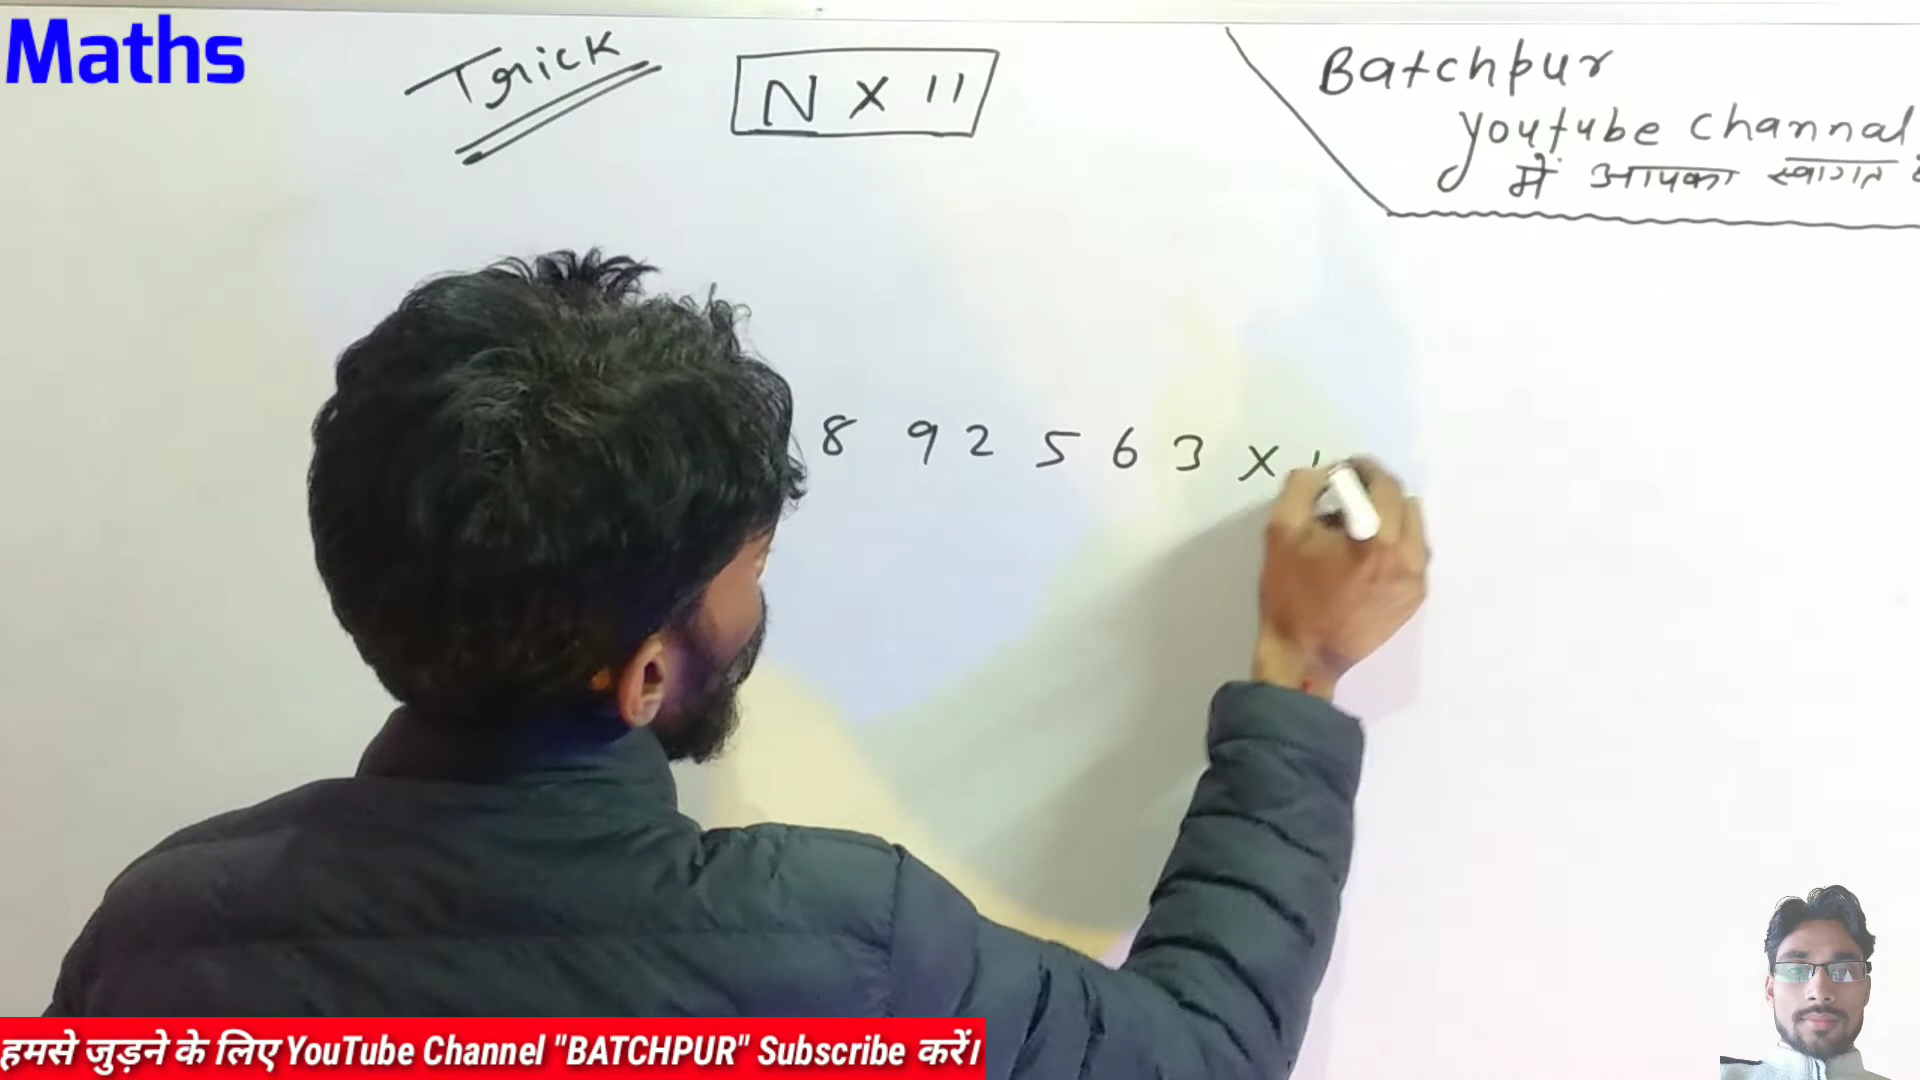 Maths
Trick
N X 11
Batchpur
youtube channal
में आपका स्वागत
8 9 2 5 6 3 X
हमसे जुड़ने के लिए YouTube Channel "BATCHPUR" Subscribe करें।